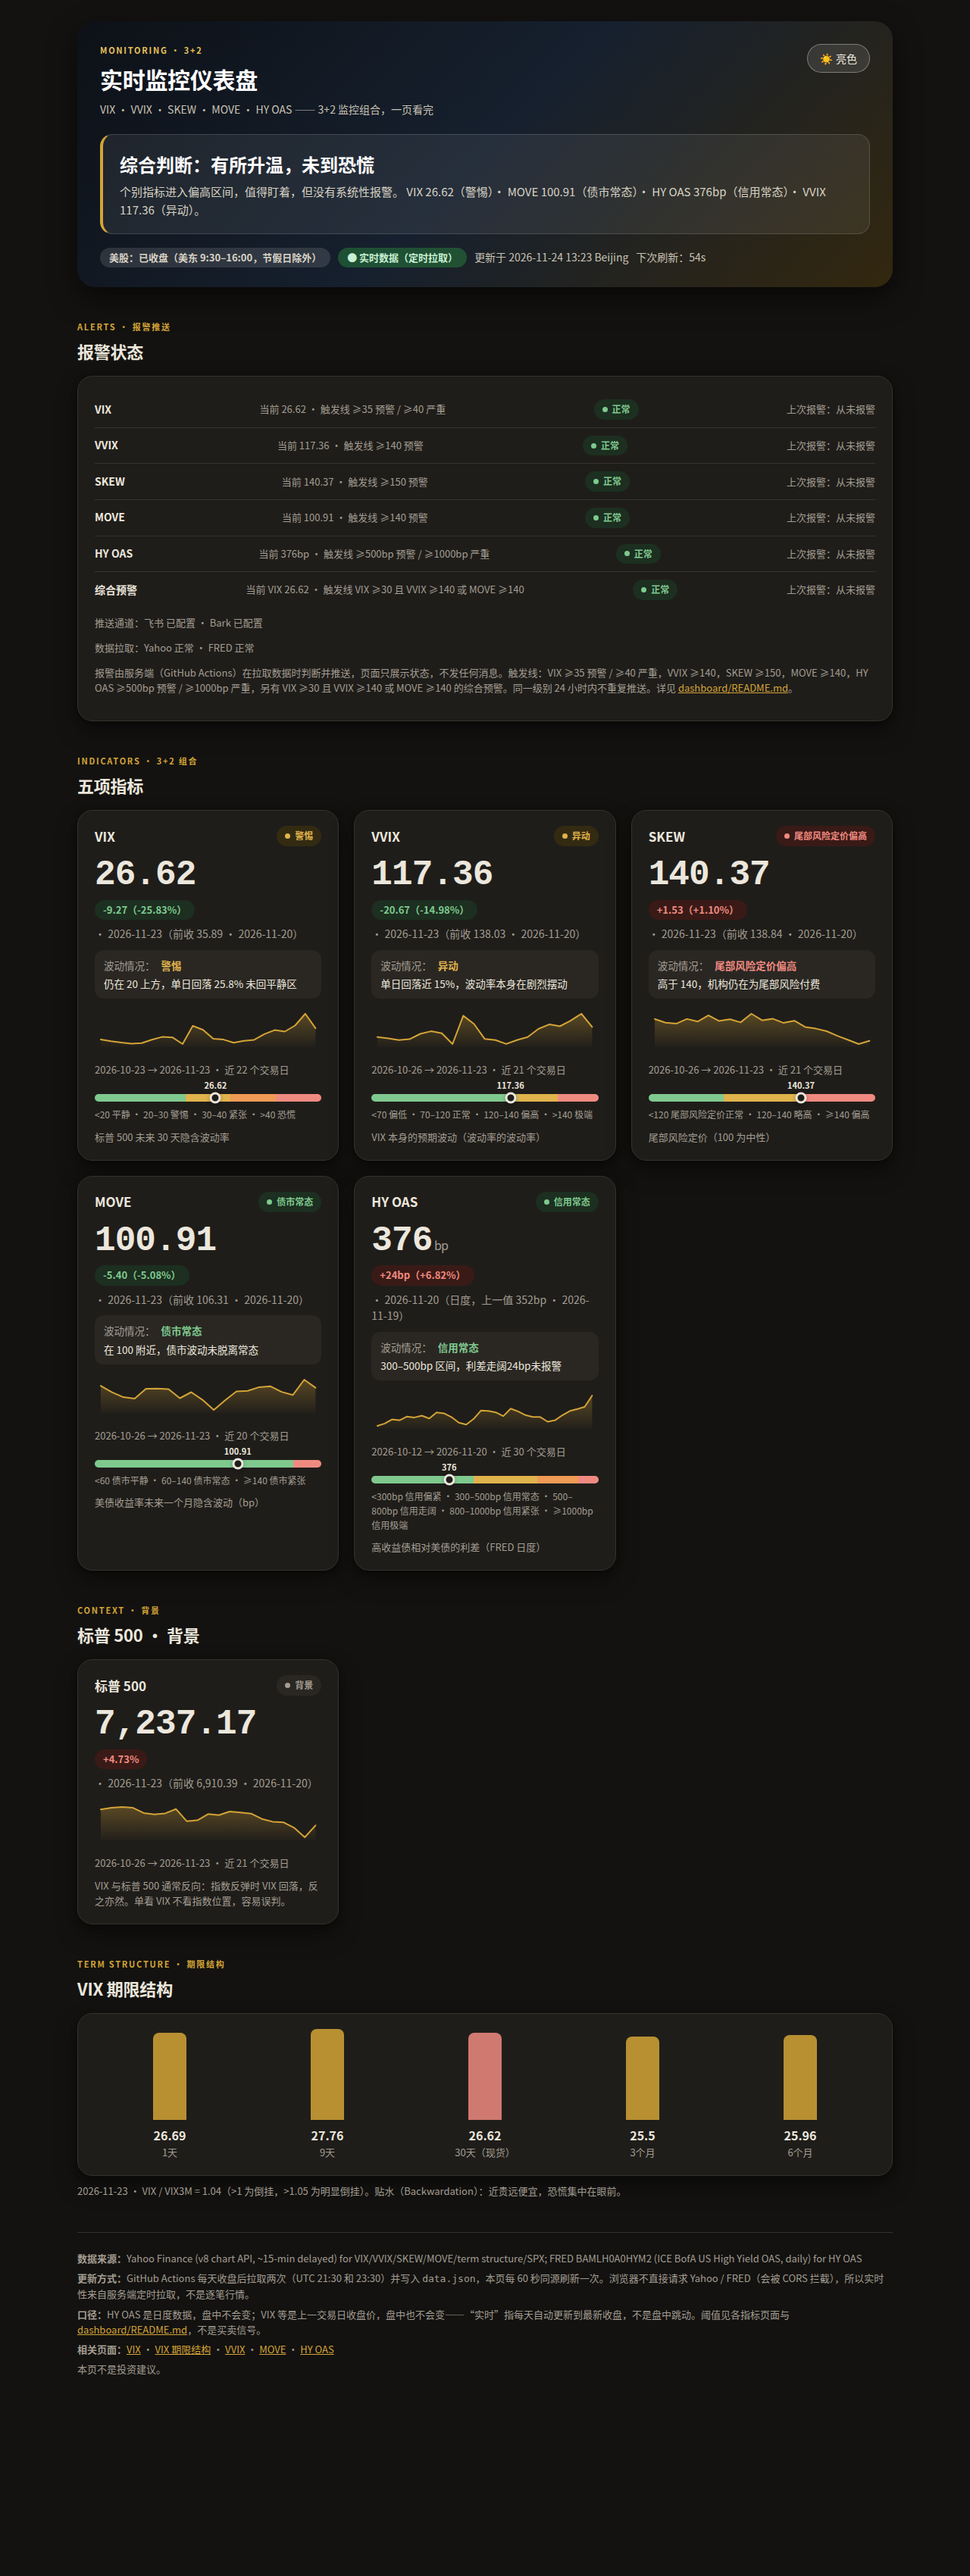 MONITORING · 3+2
实时监控仪表盘
☀️ 亮色
VIX · VVIX · SKEW · MOVE · HY OAS —— 3+2 监控组合，一页看完
综合判断：有所升温，未到恐慌
个别指标进入偏高区间，值得盯着，但没有系统性报警。 VIX 26.62（警惕）· MOVE 100.91（债市常态）· HY OAS 376bp（信用常态）· VVIX
117.36（异动）。
美股：已收盘（美东 9:30–16:00，节假日除外）
实时数据（定时拉取）
更新于 2026-11-24 13:23 Beijing
下次刷新：54s
ALERTS · 报警推送
报警状态
VIX 当前 26.62 · 触发线 ≥35 预警 / ≥40 严重 正常 上次报警：从未报警
VVIX 当前 117.36 · 触发线 ≥140 预警 正常 上次报警：从未报警
SKEW 当前 140.37 · 触发线 ≥150 预警 正常 上次报警：从未报警
MOVE 当前 100.91 · 触发线 ≥140 预警 正常 上次报警：从未报警
HY OAS 当前 376bp · 触发线 ≥500bp 预警 / ≥1000bp 严重 正常 上次报警：从未报警
综合预警 当前 VIX 26.62 · 触发线 VIX ≥30 且 VVIX ≥140 或 MOVE ≥140 正常 上次报警：从未报警
推送通道：飞书 已配置 · Bark 已配置
数据拉取：Yahoo 正常 · FRED 正常
报警由服务端（GitHub Actions）在拉取数据时判断并推送，页面只展示状态，不发任何消息。触发线：VIX ≥35 预警 / ≥40 严重，VVIX ≥140，SKEW ≥150，MOVE ≥140，HY
OAS ≥500bp 预警 / ≥1000bp 严重，另有 VIX ≥30 且 VVIX ≥140 或 MOVE ≥140 的综合预警。同一级别 24 小时内不重复推送。详见 dashboard/README.md。
INDICATORS · 3+2 组合
五项指标
VIX
警惕
26.62
-9.27（-25.83%）
· 2026-11-23（前收 35.89 · 2026-11-20）
波动情况： 警惕
仍在 20 上方，单日回落 25.8% 未回平静区
2026-10-23 → 2026-11-23 · 近 22 个交易日
26.62
<20 平静 · 20–30 警惕 · 30–40 紧张 · >40 恐慌
标普 500 未来 30 天隐含波动率
VVIX
异动
117.36
-20.67（-14.98%）
· 2026-11-23（前收 138.03 · 2026-11-20）
波动情况： 异动
单日回落近 15%，波动率本身在剧烈摆动
2026-10-26 → 2026-11-23 · 近 21 个交易日
117.36
<70 偏低 · 70–120 正常 · 120–140 偏高 · >140 极端
VIX 本身的预期波动（波动率的波动率）
SKEW
尾部风险定价偏高
140.37
+1.53（+1.10%）
· 2026-11-23（前收 138.84 · 2026-11-20）
波动情况： 尾部风险定价偏高
高于 140，机构仍在为尾部风险付费
2026-10-26 → 2026-11-23 · 近 21 个交易日
140.37
<120 尾部风险定价正常 · 120–140 略高 · ≥140 偏高
尾部风险定价（100 为中性）
MOVE
债市常态
100.91
-5.40（-5.08%）
· 2026-11-23（前收 106.31 · 2026-11-20）
波动情况： 债市常态
在 100 附近，债市波动未脱离常态
2026-10-26 → 2026-11-23 · 近 20 个交易日
100.91
<60 债市平静 · 60–140 债市常态 · ≥140 债市紧张
美债收益率未来一个月隐含波动（bp）
HY OAS
信用常态
376 bp
+24bp（+6.82%）
· 2026-11-20（日度，上一值 352bp · 2026-
11-19）
波动情况： 信用常态
300–500bp 区间，利差走阔24bp未报警
2026-10-12 → 2026-11-20 · 近 30 个交易日
376
<300bp 信用偏紧 · 300–500bp 信用常态 · 500–
800bp 信用走阔 · 800–1000bp 信用紧张 · ≥1000bp
信用极端
高收益债相对美债的利差（FRED 日度）
CONTEXT · 背景
标普 500 · 背景
标普 500
背景
7,237.17
+4.73%
· 2026-11-23（前收 6,910.39 · 2026-11-20）
2026-10-26 → 2026-11-23 · 近 21 个交易日
VIX 与标普 500 通常反向：指数反弹时 VIX 回落，反
之亦然。单看 VIX 不看指数位置，容易误判。
TERM STRUCTURE · 期限结构
VIX 期限结构
26.69 27.76 26.62 25.5 25.96
1天 9天 30天（现货） 3个月 6个月
2026-11-23 · VIX / VIX3M = 1.04（>1 为倒挂，>1.05 为明显倒挂）。贴水（Backwardation）：近贵远便宜，恐慌集中在眼前。
数据来源：Yahoo Finance (v8 chart API, ~15-min delayed) for VIX/VVIX/SKEW/MOVE/term structure/SPX; FRED BAMLH0A0HYM2 (ICE BofA US High Yield OAS, daily) for HY OAS
更新方式：GitHub Actions 每天收盘后拉取两次（UTC 21:30 和 23:30）并写入 data.json，本页每 60 秒同源刷新一次。浏览器不直接请求 Yahoo / FRED（会被 CORS 拦截），所以实时
性来自服务端定时拉取，不是逐笔行情。
口径：HY OAS 是日度数据，盘中不会变；VIX 等是上一交易日收盘价，盘中也不会变——“实时”指每天自动更新到最新收盘，不是盘中跳动。阈值见各指标页面与
dashboard/README.md，不是买卖信号。
相关页面：VIX · VIX 期限结构 · VVIX · MOVE · HY OAS
本页不是投资建议。